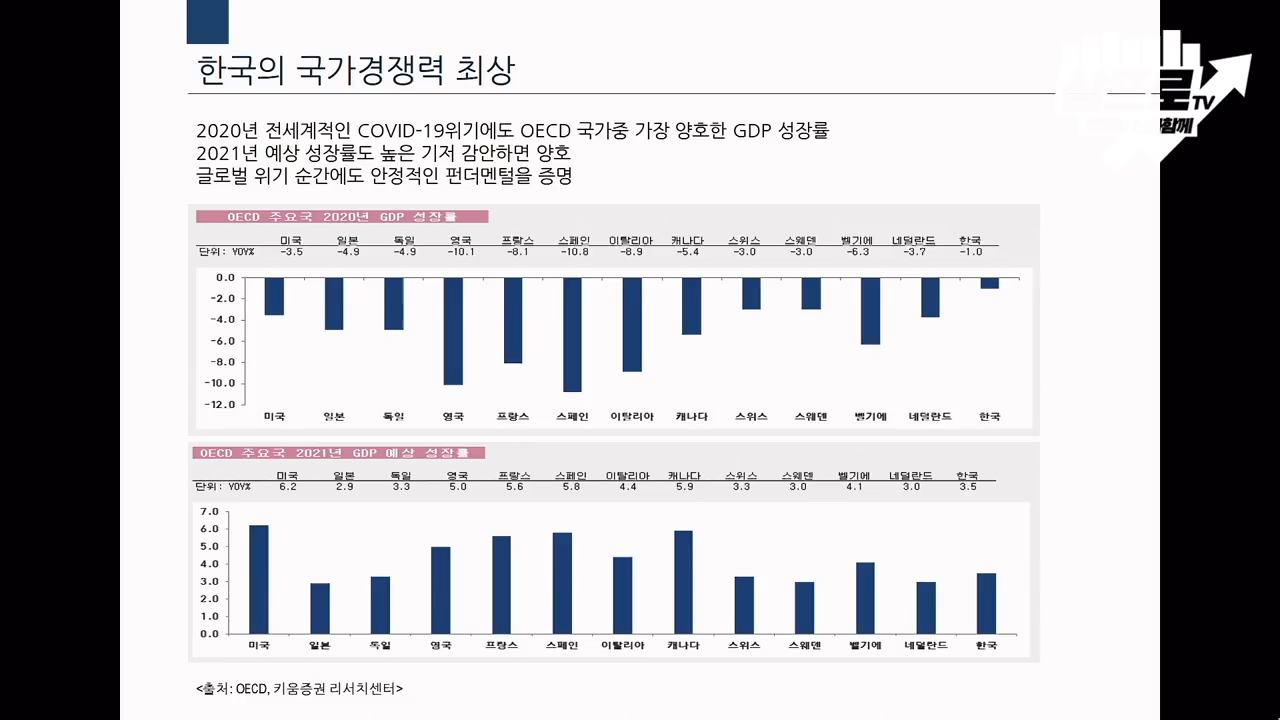 한국의 국가경쟁력 최상
2020년 전세계적인 COVID-19위기에도 OECD 국가중 가장 양호한 GDP 성장률
2021년 예상 성장률도 높은 기저 감안하면 양호
글로벌 위기 순간에도 안정적인 펀더멘털을 증명
OECD 주요국 2020년 GDP 성장률
미국 일본 독일 영국 프랑스 스페인 이탈리아 캐나다 스위스 스웨덴 벨기에 네덜란드 한국
단위: YOY% -3.5 -4.9 -4.9 -10.1 -8.1 -10.8 -8.9 -5.4 -3.0 -3.0 -6.3 -3.7 -1.0
0.0
-2.0
-4.0
-6.0
-8.0
-10.0
-12.0
미국 일본 독일 영국 프랑스 스페인 이탈리아 캐나다 스위스 스웨덴 벨기에 네덜란드 한국
OECD 주요국 2021년 GDP 예상 성장률
미국 일본 독일 영국 프랑스 스페인 이탈리아 캐나다 스위스 스웨덴 벨기에 네덜란드 한국
단위: YOY% 6.2 2.9 3.3 5.0 5.6 5.8 4.4 5.9 3.3 3.0 4.1 3.0 3.5
7.0
6.0
5.0
4.0
3.0
2.0
1.0
0.0
미국 일본 독일 영국 프랑스 스페인 이탈리아 캐나다 스위스 스웨덴 벨기에 네덜란드 한국
<출처: OECD, 키움증권 리서치센터>
로TV
함께